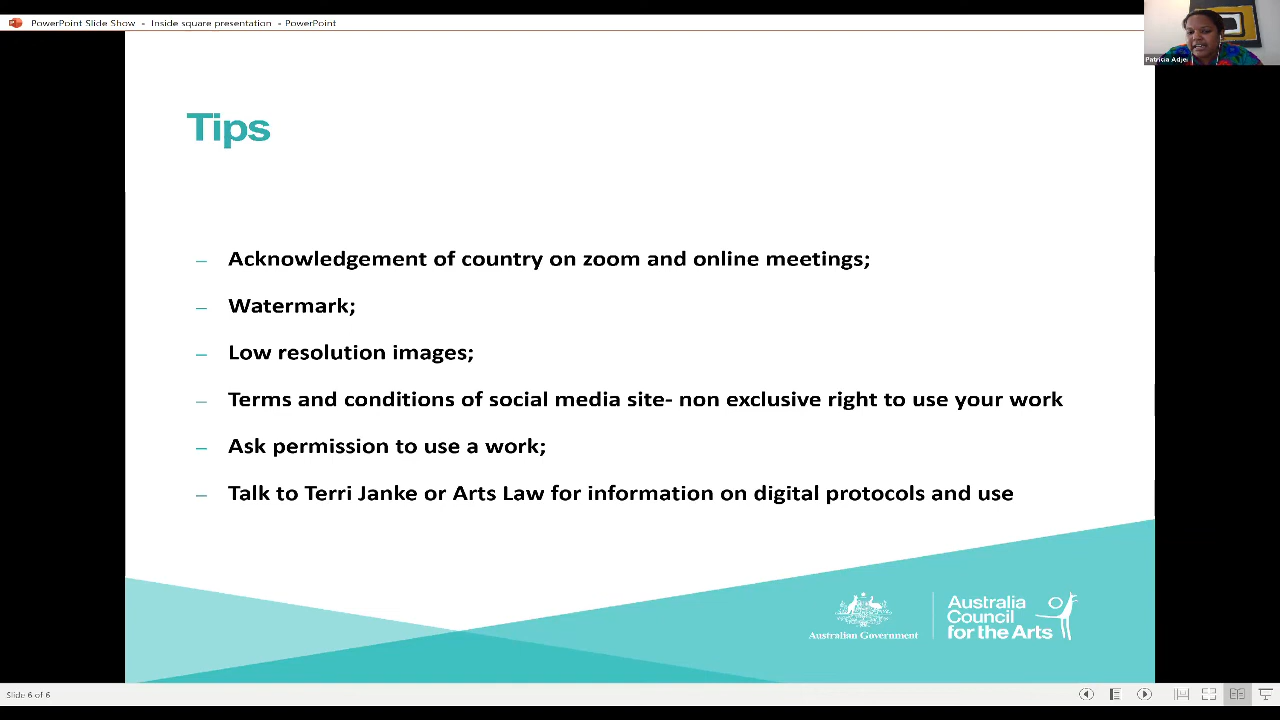 PowerPoint Slide Show - Inside square presentation - PowerPoint
Patricia Adjei
Tips
– Acknowledgement of country on zoom and online meetings;
– Watermark;
– Low resolution images;
– Terms and conditions of social media site- non exclusive right to use your work
– Ask permission to use a work;
– Talk to Terri Janke or Arts Law for information on digital protocols and use
Australian Government
Australia
Council
for the Arts
Slide 6 of 6